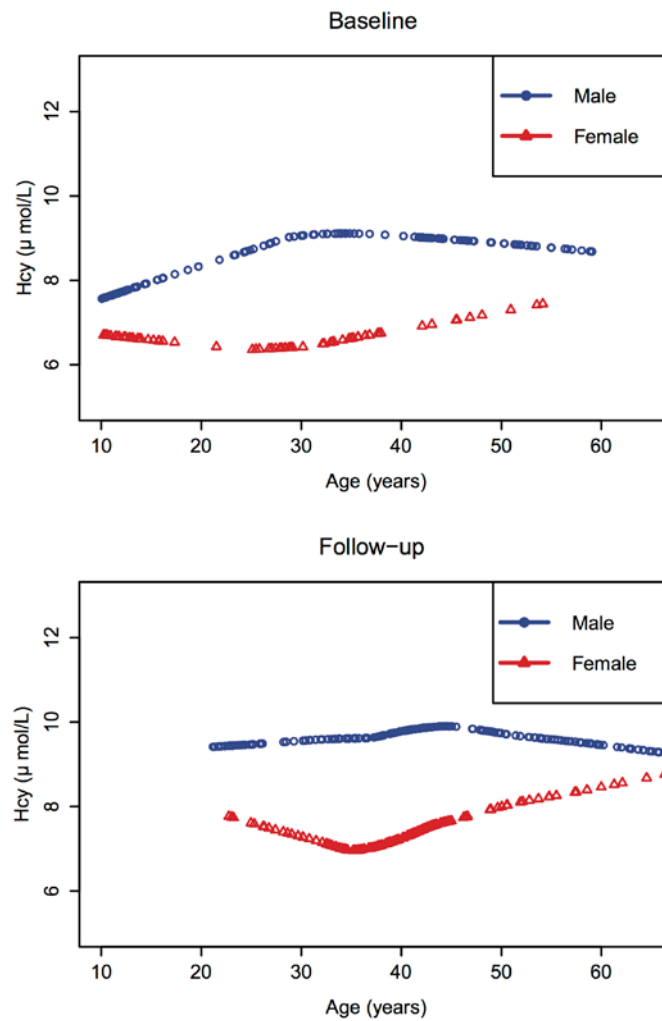 Baseline
Male
Female
12
10
8
6
Hcy (μ mol/L)
10 20 30 40 50 60
Age (years)
Follow−up
Male
Female
12
10
8
6
Hcy (μ mol/L)
10 20 30 40 50 60
Age (years)